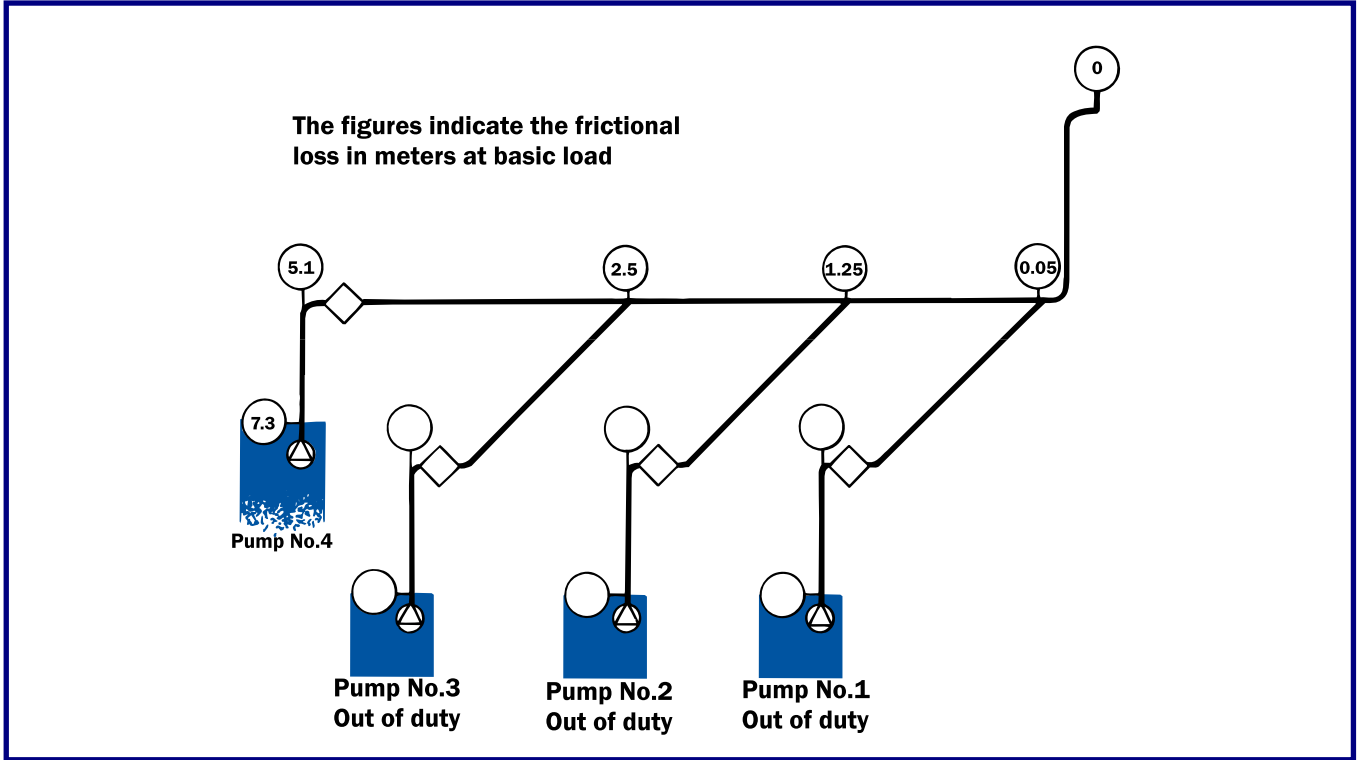 0
The figures indicate the frictional
loss in meters at basic load
5.1
2.5
1.25
0.05
7.3
Pump No.4
Pump No.3
Out of duty
Pump No.2
Out of duty
Pump No.1
Out of duty